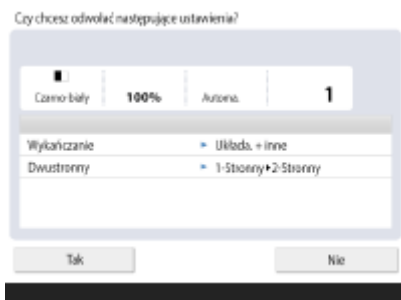 Czy chcesz odwołać następujące ustawienia?
Czarno-biały 100% Automa. 1
Wykańczanie ► Układa. + inne
Dwustronny ► 1-Stronny►2-Stronny
Tak Nie